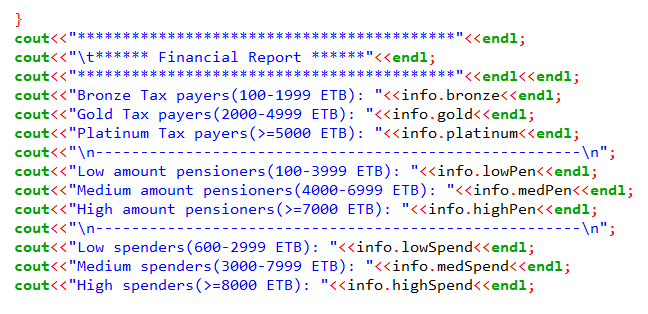 }
cout<<"******************************************"<<endl;
cout<<"\t****** Financial Report ******"<<endl;
cout<<"******************************************"<<endl<<endl;
cout<<"Bronze Tax payers(100-1999 ETB): "<<info.bronze<<endl;
cout<<"Gold Tax payers(2000-4999 ETB): "<<info.gold<<endl;
cout<<"Platinum Tax payers(>=5000 ETB): "<<info.platinum<<endl;
cout<<"\n------------------------------------------------------\n";
cout<<"Low amount pensioners(100-3999 ETB): "<<info.lowPen<<endl;
cout<<"Medium amount pensioners(4000-6999 ETB): "<<info.medPen<<endl;
cout<<"High amount pensioners(>=7000 ETB): "<<info.highPen<<endl;
cout<<"\n------------------------------------------------------\n";
cout<<"Low spenders(600-2999 ETB): "<<info.lowSpend<<endl;
cout<<"Medium spenders(3000-7999 ETB): "<<info.medSpend<<endl;
cout<<"High spenders(>=8000 ETB): "<<info.highSpend<<endl;